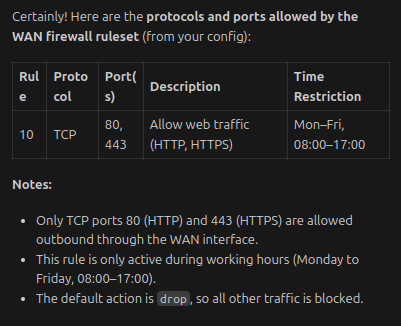 Certainly! Here are the protocols and ports allowed by the
WAN firewall ruleset (from your config):
Rul
e
Proto
col
Port(
s)
Description
Time
Restriction
10
TCP
80,
443
Allow web traffic
(HTTP, HTTPS)
Mon–Fri,
08:00–17:00
Notes:
• Only TCP ports 80 (HTTP) and 443 (HTTPS) are allowed
outbound through the WAN interface.
• This rule is only active during working hours (Monday to
Friday, 08:00–17:00).
• The default action is drop, so all other traffic is blocked.